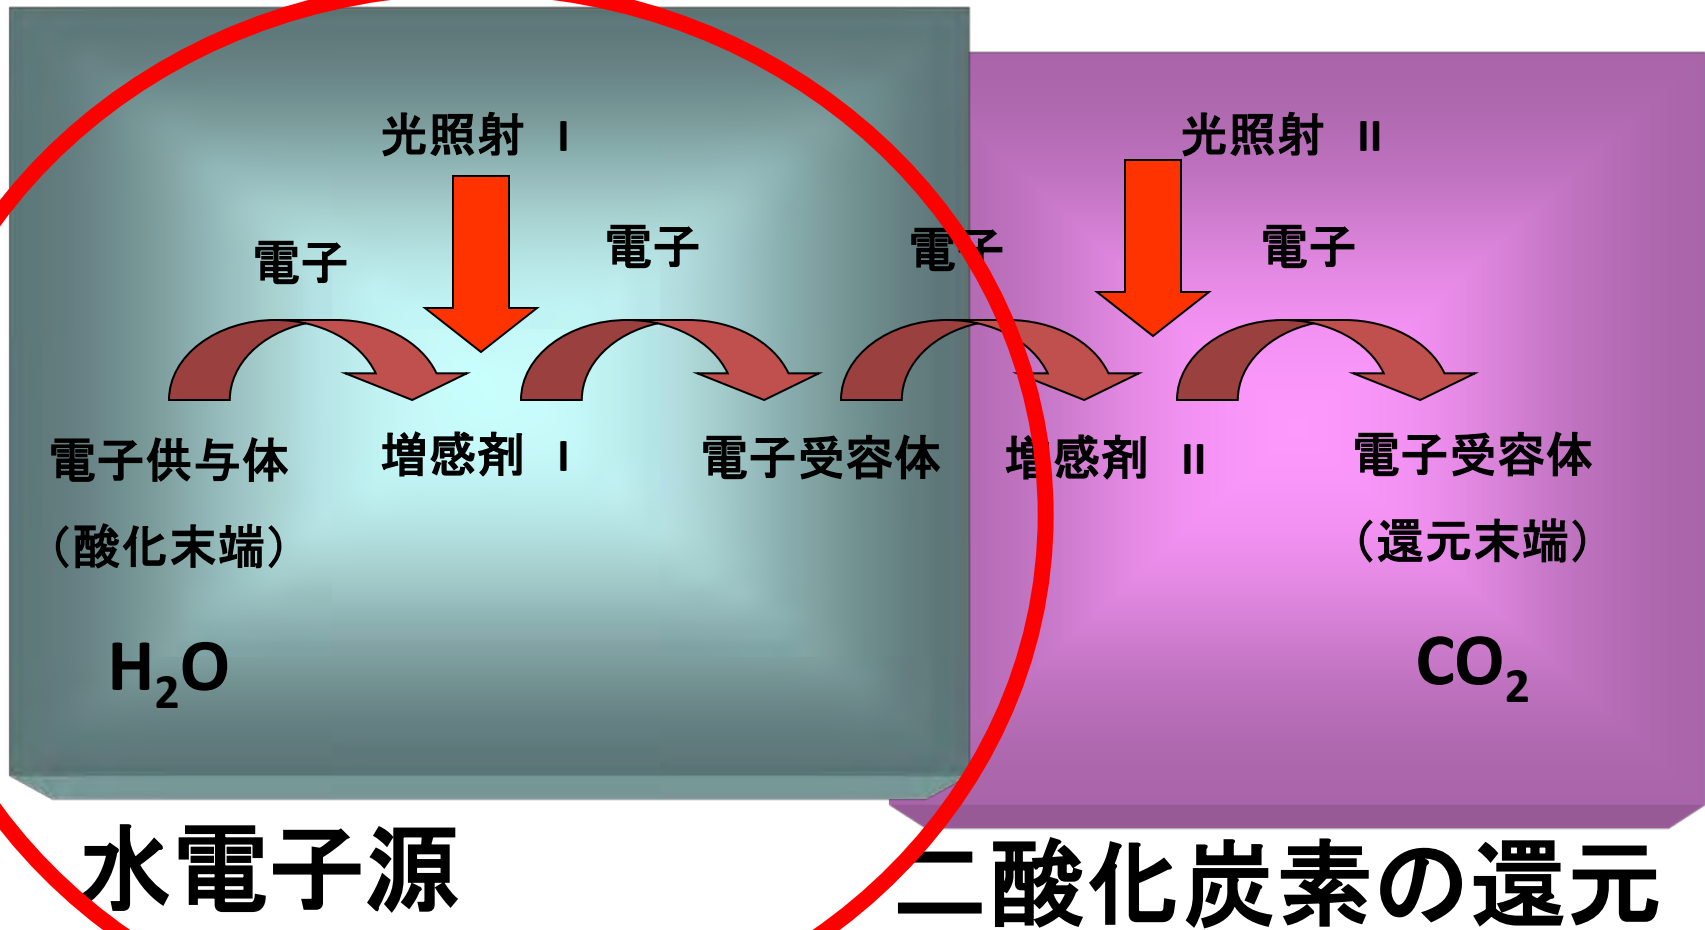 光照射 I
光照射 II
電子
電子
電子
電子
電子供与体
増感剤 I
電子受容体
増感剤 II
電子受容体
（酸化末端）
（還元末端）
H₂O
CO₂
水電子源
二酸化炭素の還元